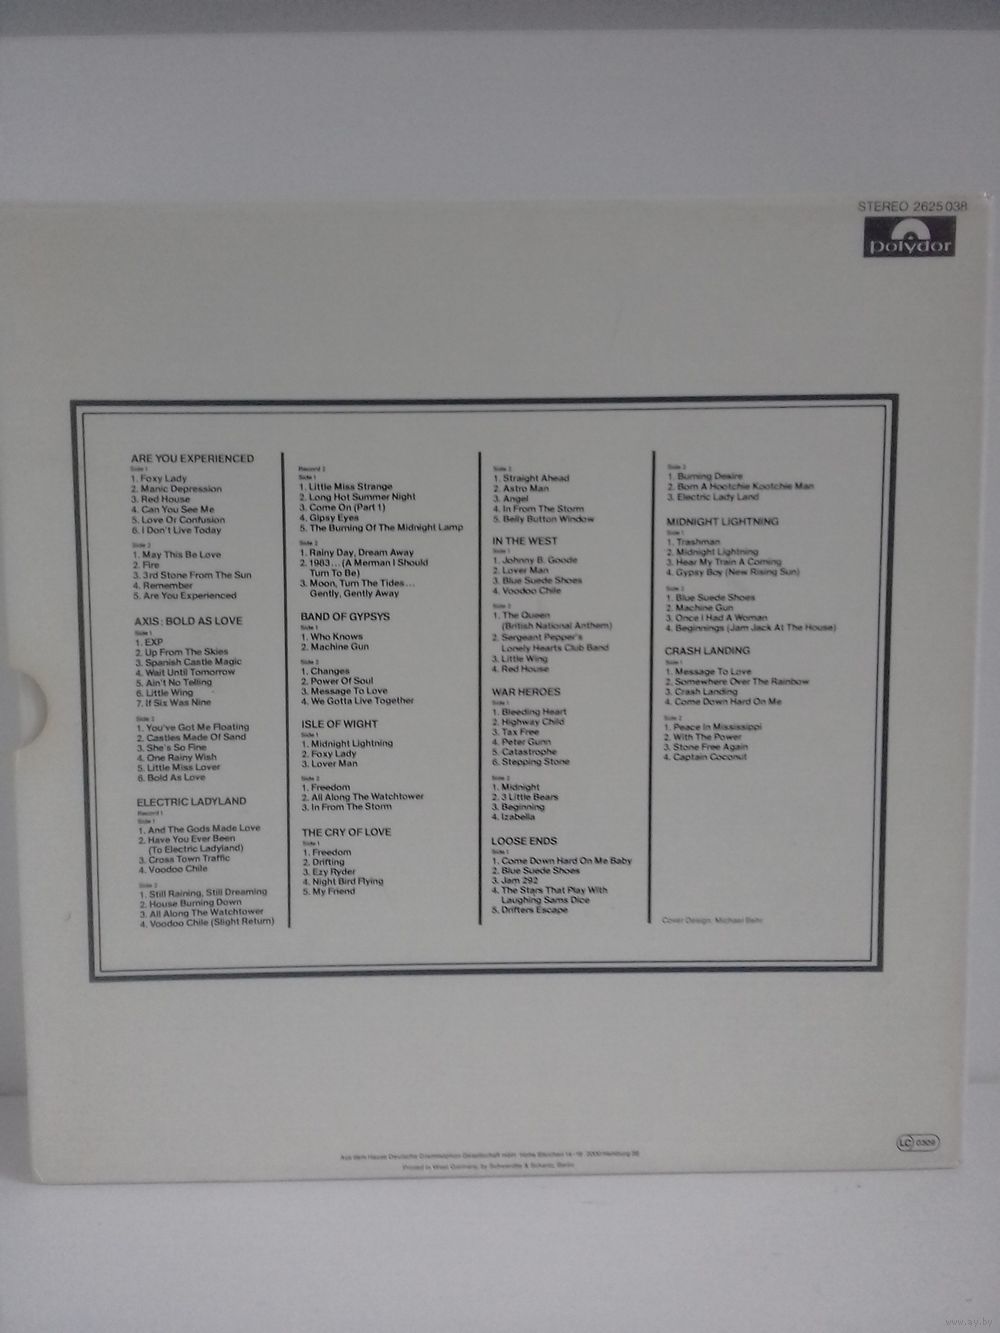 STEREO 2625 038
polydor
ARE YOU EXPERIENCED
Side 1
1. Foxy Lady
2. Manic Depression
3. Red House
4. Can You See Me
5. Love Or Confusion
6. I Don't Live Today
Side 2
1. May This Be Love
2. Fire
3. 3rd Stone From The Sun
4. Remember
5. Are You Experienced
AXIS: BOLD AS LOVE
Side 1
1. EXP
2. Up From The Skies
3. Spanish Castle Magic
4. Wait Until Tomorrow
5. Ain't No Telling
6. Little Wing
7. If Six Was Nine
Side 2
1. You've Got Me Floating
2. Castles Made Of Sand
3. She's So Fine
4. One Rainy Wish
5. Little Miss Lover
6. Bold As Love
ELECTRIC LADYLAND
Record 1
Side 1
1. And The Gods Made Love
2. Have You Ever Been
(To Electric Ladyland)
3. Cross Town Traffic
4. Voodoo Chile
Side 2
1. Still Raining, Still Dreaming
2. House Burning Down
3. All Along The Watchtower
4. Voodoo Chile (Slight Return)
Record 2
Side 1
1. Little Miss Strange
2. Long Hot Summer Night
3. Come On (Part 1)
4. Gipsy Eyes
5. The Burning Of The Midnight Lamp
Side 2
1. Rainy Day, Dream Away
2. 1983... (A Merman I Should
Turn To Be)
3. Moon, Turn The Tides...
Gently, Gently Away
BAND OF GYPSYS
Side 1
1. Who Knows
2. Machine Gun
Side 2
1. Changes
2. Power Of Soul
3. Message To Love
4. We Gotta Live Together
ISLE OF WIGHT
Side 1
1. Midnight Lightning
2. Foxy Lady
3. Lover Man
Side 2
1. Freedom
2. All Along The Watchtower
3. In From The Storm
THE CRY OF LOVE
Side 1
1. Freedom
2. Drifting
3. Ezy Ryder
4. Night Bird Flying
5. My Friend
Side 2
1. Straight Ahead
2. Astro Man
3. Angel
4. In From The Storm
5. Belly Button Window
IN THE WEST
Side 1
1. Johnny B. Goode
2. Lover Man
3. Blue Suede Shoes
4. Voodoo Chile
Side 2
1. The Queen
(British National Anthem)
2. Sergeant Pepper's
Lonely Hearts Club Band
3. Little Wing
4. Red House
WAR HEROES
Side 1
1. Bleeding Heart
2. Highway Child
3. Tax Free
4. Peter Gunn
5. Catastrophe
6. Stepping Stone
Side 2
1. Midnight
2. 3 Little Bears
3. Beginning
4. Izabella
LOOSE ENDS
Side 1
1. Come Down Hard On Me Baby
2. Blue Suede Shoes
3. Jam 292
4. The Stars That Play With
Laughing Sams Dice
5. Drifters Escape
Side 2
1. Burning Desire
2. Born A Hootchie Kootchie Man
3. Electric Lady Land
MIDNIGHT LIGHTNING
Side 1
1. Trashman
2. Midnight Lightning
3. Hear My Train A Coming
4. Gypsy Boy (New Rising Sun)
Side 2
1. Blue Suede Shoes
2. Machine Gun
3. Once I Had A Woman
4. Beginnings (Jam Jack At The House)
CRASH LANDING
Side 1
1. Message To Love
2. Somewhere Over The Rainbow
3. Crash Landing
4. Come Down Hard On Me
Side 2
1. Peace In Mississippi
2. With The Power
3. Stone Free Again
4. Captain Coconut
Cover Design: Michael
LC 0309
Aus dem Hause Deutsche Grammophon Gesellschaft mbH 2000 Hamburg
Printed in West Germany by Berlin
www.ay.by